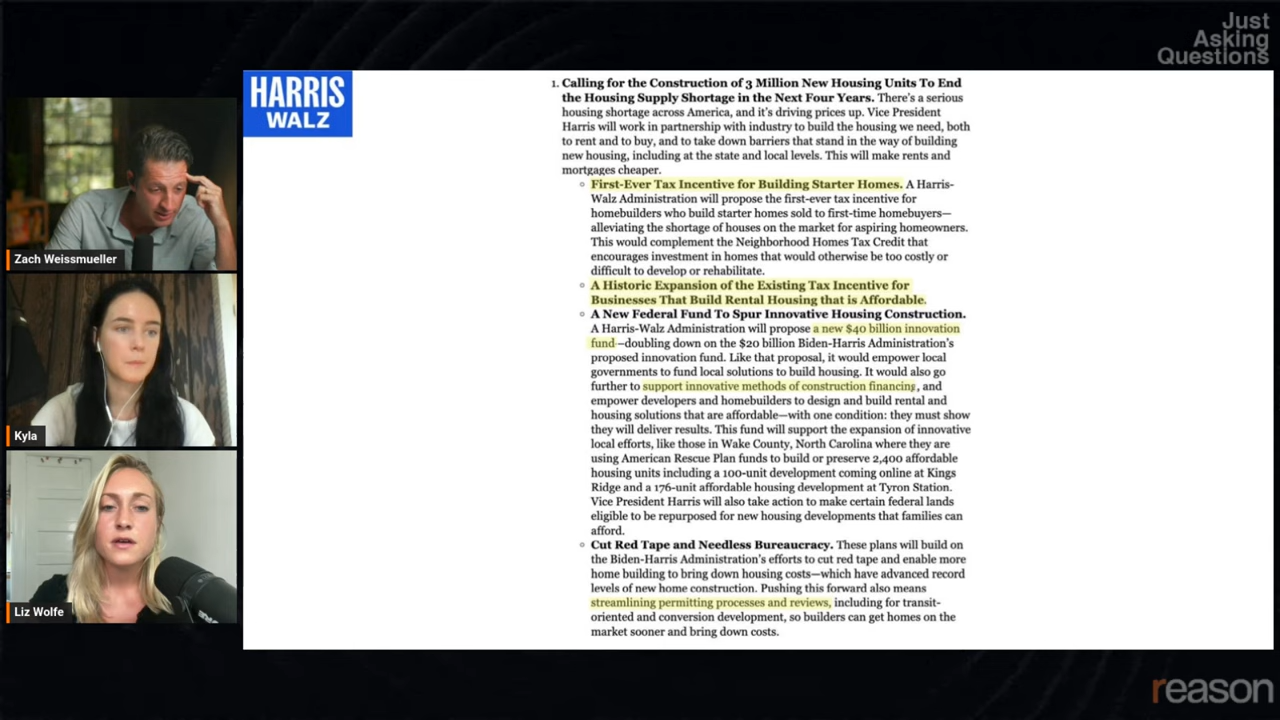 Just
Asking
Questions
HARRIS
WALZ
1. Calling for the Construction of 3 Million New Housing Units To End
the Housing Supply Shortage in the Next Four Years. There's a serious
housing shortage across America, and it's driving prices up. Vice President
Harris will work in partnership with industry to build the housing we need, both
to rent and to buy, and to take down barriers that stand in the way of building
new housing, including at the state and local levels. This will make rents and
mortgages cheaper.
◦ First-Ever Tax Incentive for Building Starter Homes. A Harris-
Walz Administration will propose the first-ever tax incentive for
homebuilders who build starter homes sold to first-time homebuyers—
alleviating the shortage of houses on the market for aspiring homeowners.
This would complement the Neighborhood Homes Tax Credit that
encourages investment in homes that would otherwise be too costly or
difficult to develop or rehabilitate.
◦ A Historic Expansion of the Existing Tax Incentive for
Businesses That Build Rental Housing that is Affordable.
◦ A New Federal Fund To Spur Innovative Housing Construction.
A Harris-Walz Administration will propose a new $40 billion innovation
fund—doubling down on the $20 billion Biden-Harris Administration's
proposed innovation fund. Like that proposal, it would empower local
governments to fund local solutions to build housing. It would also go
further to support innovative methods of construction financing, and
empower developers and homebuilders to design and build rental and
housing solutions that are affordable—with one condition: they must show
they will deliver results. This fund will support the expansion of innovative
local efforts, like those in Wake County, North Carolina where they are
using American Rescue Plan funds to build or preserve 2,400 affordable
housing units including a 100-unit development coming online at Kings
Ridge and a 176-unit affordable housing development at Tyron Station.
Vice President Harris will also take action to make certain federal lands
eligible to be repurposed for new housing developments that families can
afford.
◦ Cut Red Tape and Needless Bureaucracy. These plans will build on
the Biden-Harris Administration's efforts to cut red tape and enable more
home building to bring down housing costs—which have advanced record
levels of new home construction. Pushing this forward also means
streamlining permitting processes and reviews, including for transit-
oriented and conversion development, so builders can get homes on the
market sooner and bring down costs.
Zach Weissmueller
Kyla
Liz Wolfe
reason